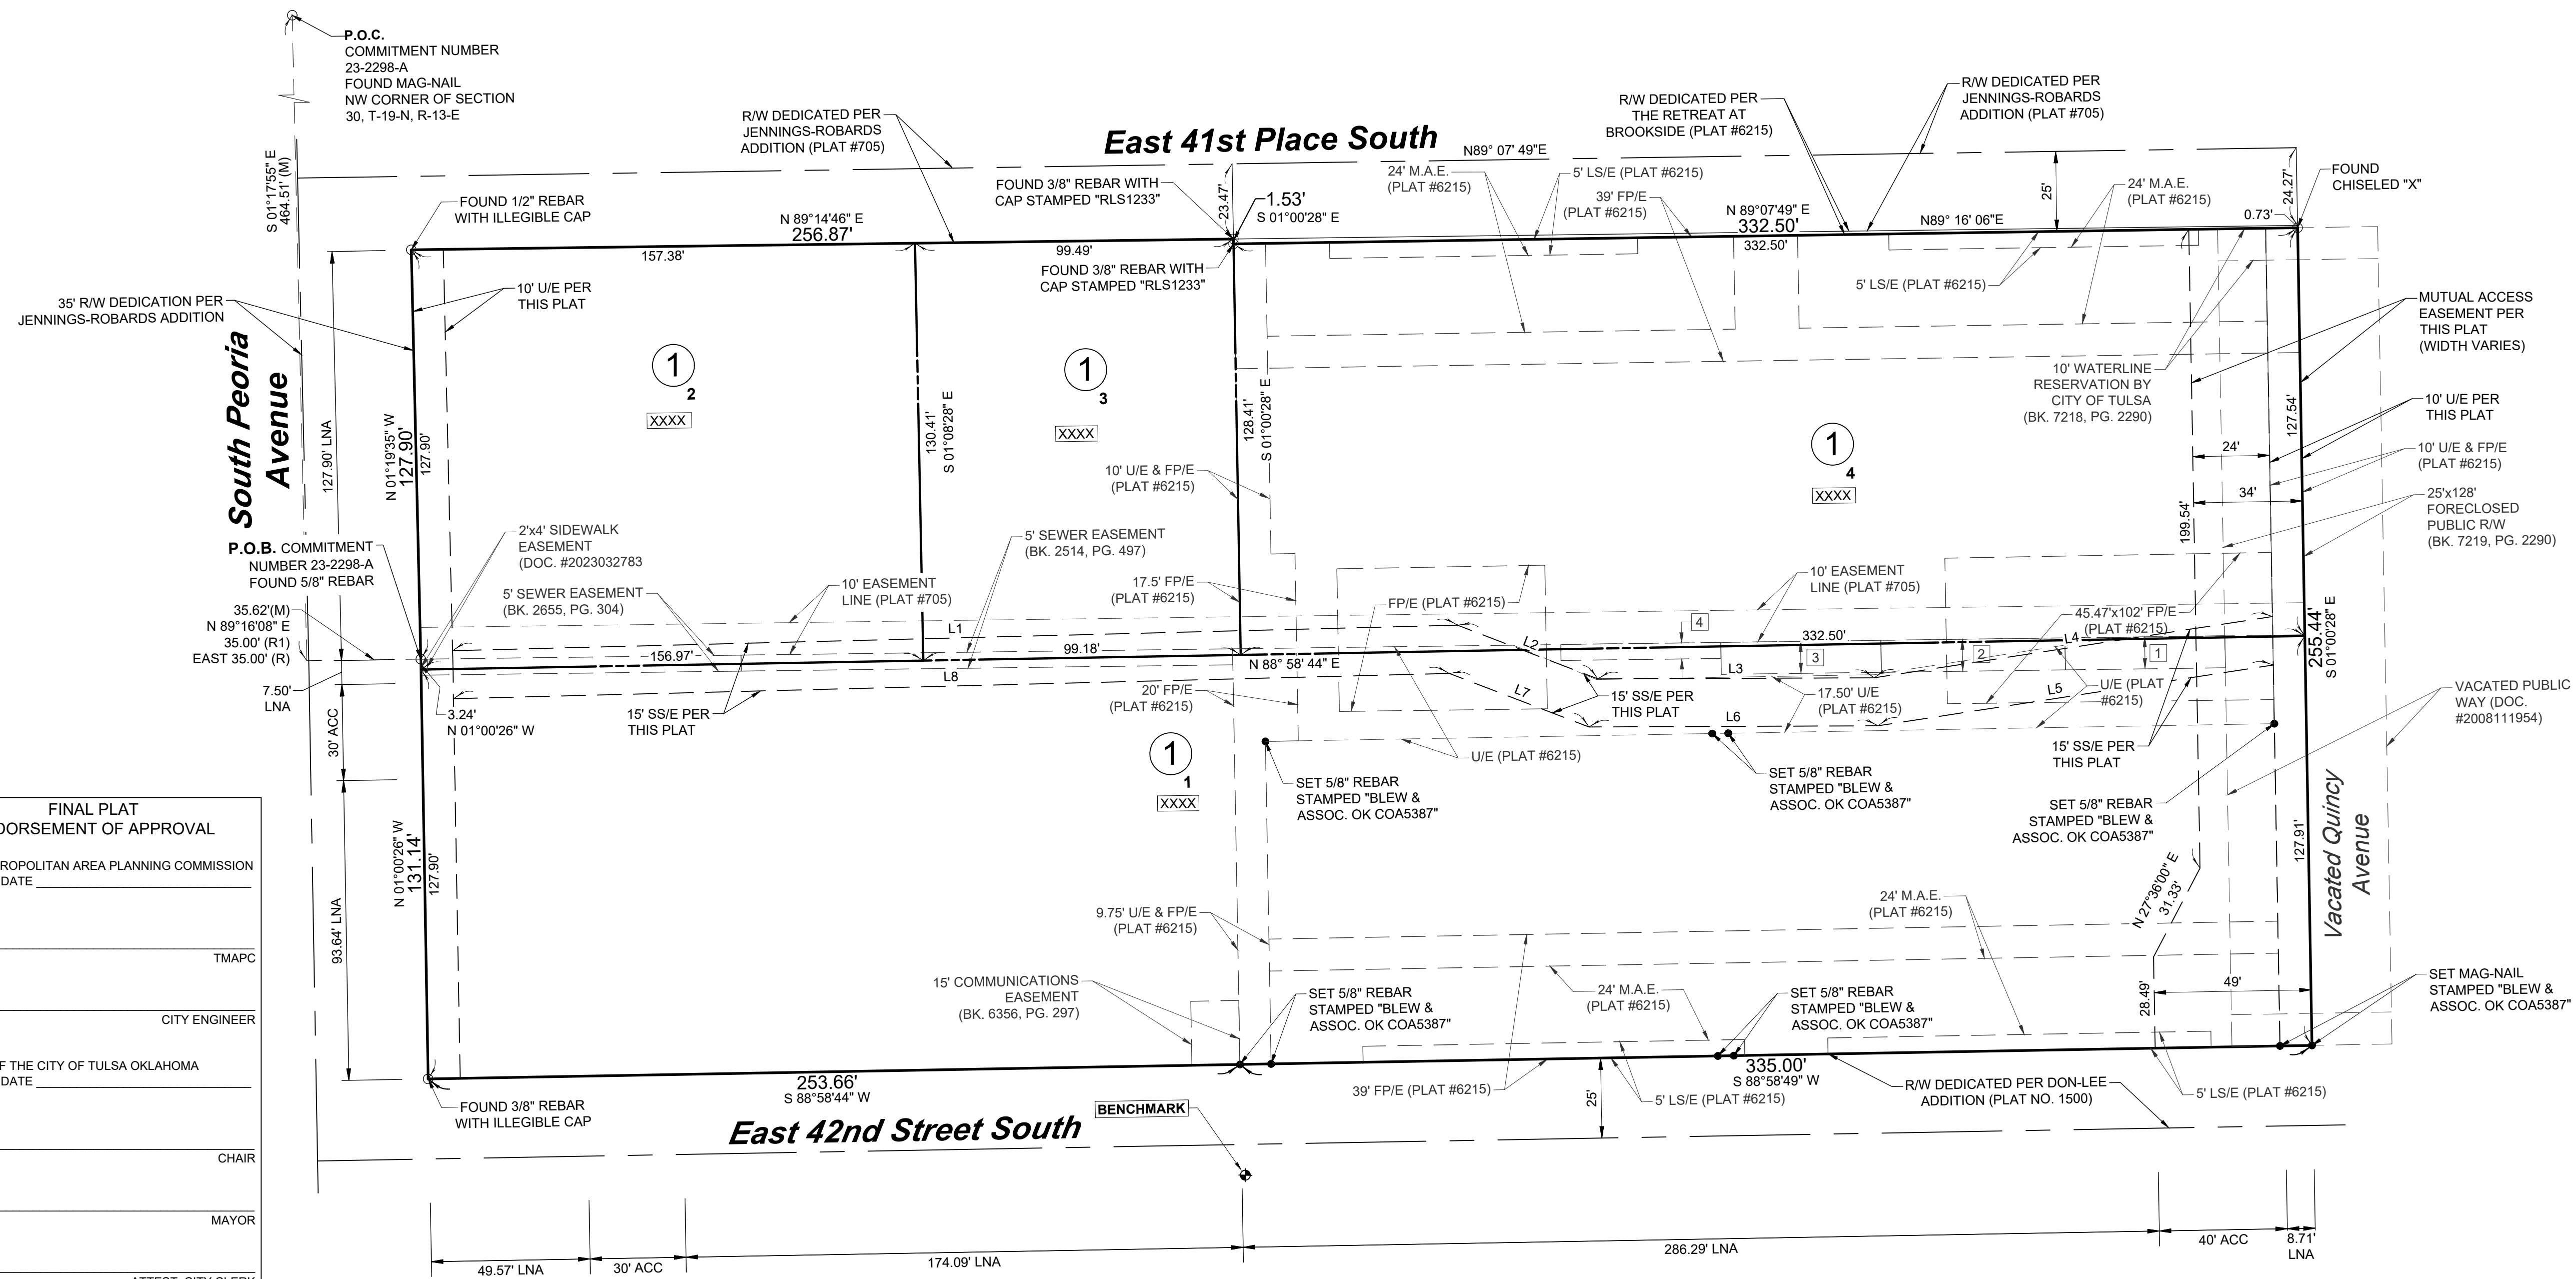 P.O.C.
COMMITMENT NUMBER
23-2298-A
FOUND MAG-NAIL
NW CORNER OF SECTION
30, T-19-N, R-13-E
S 01°17'55" E
464.51' (M)
R/W DEDICATED PER
JENNINGS-ROBARDS
ADDITION (PLAT #705)
East 41st Place South
N89° 07' 49"E
R/W DEDICATED PER
THE RETREAT AT
BROOKSIDE (PLAT #6215)
R/W DEDICATED PER
JENNINGS-ROBARDS
ADDITION (PLAT #705)
FOUND 1/2" REBAR
WITH ILLEGIBLE CAP
FOUND 3/8" REBAR WITH
CAP STAMPED "RLS1233"
23.47'
1.53'
S 01°00'28" E
24' M.A.E.
(PLAT #6215)
5' LS/E (PLAT #6215)
39' FP/E
(PLAT #6215)
N 89°07'49" E
332.50'
332.50'
N89° 16' 06"E
25'
24' M.A.E.
(PLAT #6215)
0.73'
24.27'
FOUND
CHISELED "X"
N 89°14'46" E
256.87'
157.38'
99.49'
FOUND 3/8" REBAR WITH
CAP STAMPED "RLS1233"
5' LS/E (PLAT #6215)
35' R/W DEDICATION PER
JENNINGS-ROBARDS ADDITION
10' U/E PER
THIS PLAT
South Peoria
Avenue
127.90' LNA
N 01°19'35" W
127.90'
127.90'
1
2
XXXX
130.41'
S 01°08'28" E
1
3
XXXX
128.41'
S 01°00'28" E
10' U/E & FP/E
(PLAT #6215)
1
4
XXXX
10' WATERLINE
RESERVATION BY
CITY OF TULSA
(BK. 7218, PG. 2290)
MUTUAL ACCESS
EASEMENT PER
THIS PLAT
(WIDTH VARIES)
10' U/E PER
THIS PLAT
10' U/E & FP/E
(PLAT #6215)
25'x128'
FORECLOSED
PUBLIC R/W
(BK. 7219, PG. 2290)
127.54'
24'
34'
199.54'
P.O.B. COMMITMENT
NUMBER 23-2298-A
FOUND 5/8" REBAR
2'x4' SIDEWALK
EASEMENT
(DOC. #2023032783
5' SEWER EASEMENT
(BK. 2655, PG. 304)
10' EASEMENT
LINE (PLAT #705)
5' SEWER EASEMENT
(BK. 2514, PG. 497)
17.5' FP/E
(PLAT #6215)
FP/E (PLAT #6215)
10' EASEMENT
LINE (PLAT #705)
45.47'x102' FP/E
(PLAT #6215)
35.62'(M)
N 89°16'08" E
35.00' (R1)
EAST 35.00' (R)
7.50'
LNA
30' ACC
L1
156.97'
99.18'
N 88° 58' 44" E
L2
4
332.50'
L4
L8
L7
L3
3
2
1
L5
L6
255.44'
S 01°00'28" E
3.24'
N 01°00'26" W
15' SS/E PER
THIS PLAT
20' FP/E
(PLAT #6215)
15' SS/E PER
THIS PLAT
17.50' U/E
(PLAT #6215)
U/E (PLAT
#6215)
15' SS/E PER
THIS PLAT
VACATED PUBLIC
WAY (DOC.
#2008111954)
U/E (PLAT #6215)
1
1
XXXX
SET 5/8" REBAR
STAMPED "BLEW &
ASSOC. OK COA5387"
SET 5/8" REBAR
STAMPED "BLEW &
ASSOC. OK COA5387"
SET 5/8" REBAR
STAMPED "BLEW &
ASSOC. OK COA5387"
Vacated Quincy
Avenue
127.91'
N 27°36'00" E
31.33'
28.49'
49'
N 01°00'26" W
131.14'
127.90'
93.64' LNA
9.75' U/E & FP/E
(PLAT #6215)
24' M.A.E.
(PLAT #6215)
15' COMMUNICATIONS
EASEMENT
(BK. 6356, PG. 297)
SET 5/8" REBAR
STAMPED "BLEW &
ASSOC. OK COA5387"
24' M.A.E.
(PLAT #6215)
SET 5/8" REBAR
STAMPED "BLEW &
ASSOC. OK COA5387"
SET MAG-NAIL
STAMPED "BLEW &
ASSOC. OK COA5387"
FOUND 3/8" REBAR
WITH ILLEGIBLE CAP
253.66'
S 88°58'44" W
335.00'
S 88°58'49" W
39' FP/E (PLAT #6215)
25'
5' LS/E (PLAT #6215)
R/W DEDICATED PER DON-LEE
ADDITION (PLAT NO. 1500)
5' LS/E (PLAT #6215)
East 42nd Street South
BENCHMARK
49.57' LNA
30' ACC
174.09' LNA
286.29' LNA
40' ACC
8.71'
LNA
FINAL PLAT
DORSEMENT OF APPROVAL
ROPOLITAN AREA PLANNING COMMISSION
DATE
TMAPC
CITY ENGINEER
F THE CITY OF TULSA OKLAHOMA
DATE
CHAIR
MAYOR